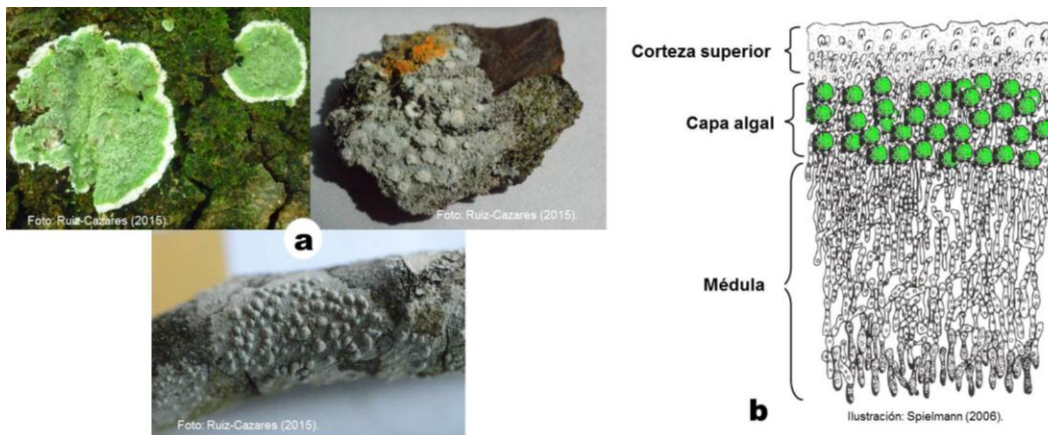 Foto: Ruiz-Cazares (2015).
Foto: Ruiz-Cazares (2015).
a
Foto: Ruiz-Cazares (2015).
Corteza superior
Capa algal
Médula
b
Ilustración: Spielmann (2006).